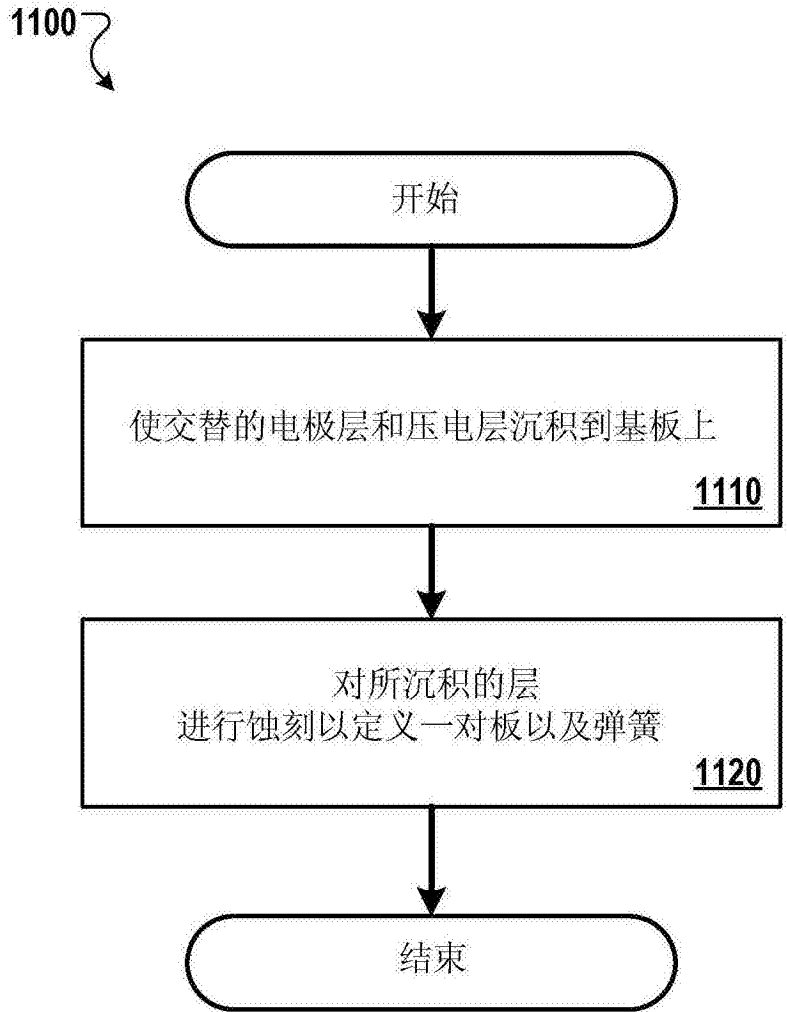 1100
开始
使交替的电极层和压电层沉积到基板上
1110
对所沉积的层
进行蚀刻以定义一对板以及弹簧
1120
结束